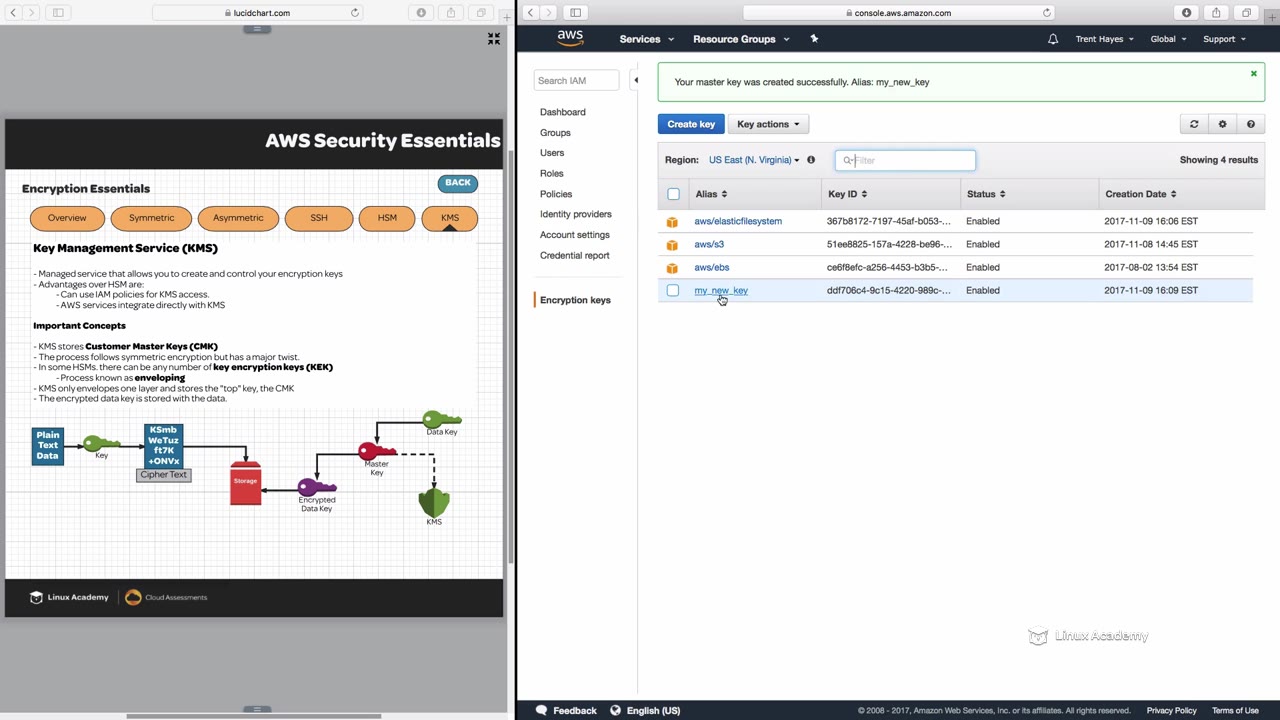 lucidchart.com
AWS Security Essentials
Encryption Essentials
BACK
Overview
Symmetric
Asymmetric
SSH
HSM
KMS
Key Management Service (KMS)
- Managed service that allows you to create and control your encryption keys
- Advantages over HSM are:
- Can use IAM policies for KMS access.
- AWS services integrate directly with KMS
Important Concepts
- KMS stores Customer Master Keys (CMK)
- The process follows symmetric encryption but has a major twist.
- In some HSMs. there can be any number of key encryption keys (KEK)
- Process known as enveloping
- KMS only envelopes one layer and stores the "top" key, the CMK
- The encrypted data key is stored with the data.
Plain
Text
Data
Key
KSmb
WeTuz
ft7K
+ONVx
Cipher Text
Storage
Data Key
Master
Key
Encrypted
Data Key
KMS
Linux Academy
Cloud Assessments
console.aws.amazon.com
aws
Services
Resource Groups
Trent Hayes
Global
Support
Search IAM
Dashboard
Groups
Users
Roles
Policies
Identity providers
Account settings
Credential report
Encryption keys
Your master key was created successfully. Alias: my_new_key
Create key
Key actions
Region:
US East (N. Virginia)
Filter
Showing 4 results
Alias
Key ID
Status
Creation Date
aws/elasticfilesystem
367b8172-7197-45af-b053-...
Enabled
2017-11-09 16:06 EST
aws/s3
51ee8825-157a-4228-be96-...
Enabled
2017-11-08 14:45 EST
aws/ebs
ce6f8efc-a256-4453-b3b5-...
Enabled
2017-08-02 13:54 EST
my_new_key
ddf706c4-9c15-4220-989c-...
Enabled
2017-11-09 16:09 EST
Linux Academy
Feedback
English (US)
© 2008 - 2017, Amazon Web Services, Inc. or its affiliates. All rights reserved.
Privacy Policy
Terms of Use